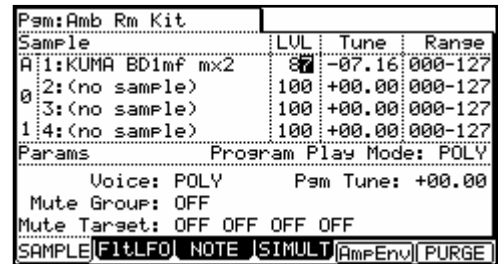 Pgm:Amb Rm Kit
Sample LVL Tune Range
A 1:KUMA BD1mf mx2 87 -07.16 000-127
2:(no sample) 100 +00.00 000-127
0 3:(no sample) 100 +00.00 000-127
1 4:(no sample) 100 +00.00 000-127
Params Program Play Mode: POLY
Voice: POLY Pgm Tune: +00.00
Mute Group: OFF
Mute Target: OFF OFF OFF OFF
SAMPLE FltLFO NOTE SIMULT AmpEnv PURGE